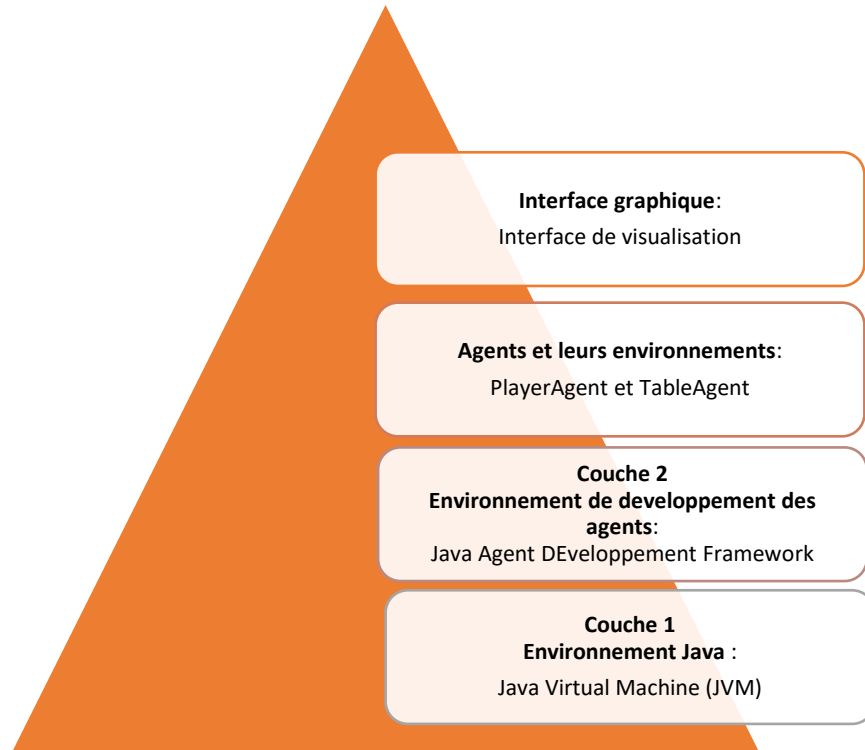 Interface graphique:
Interface de visualisation
Agents et leurs environnements:
PlayerAgent et TableAgent
Couche 2
Environnement de developpement des
agents:
Java Agent DEveloppement Framework
Couche 1
Environnement Java :
Java Virtual Machine (JVM)